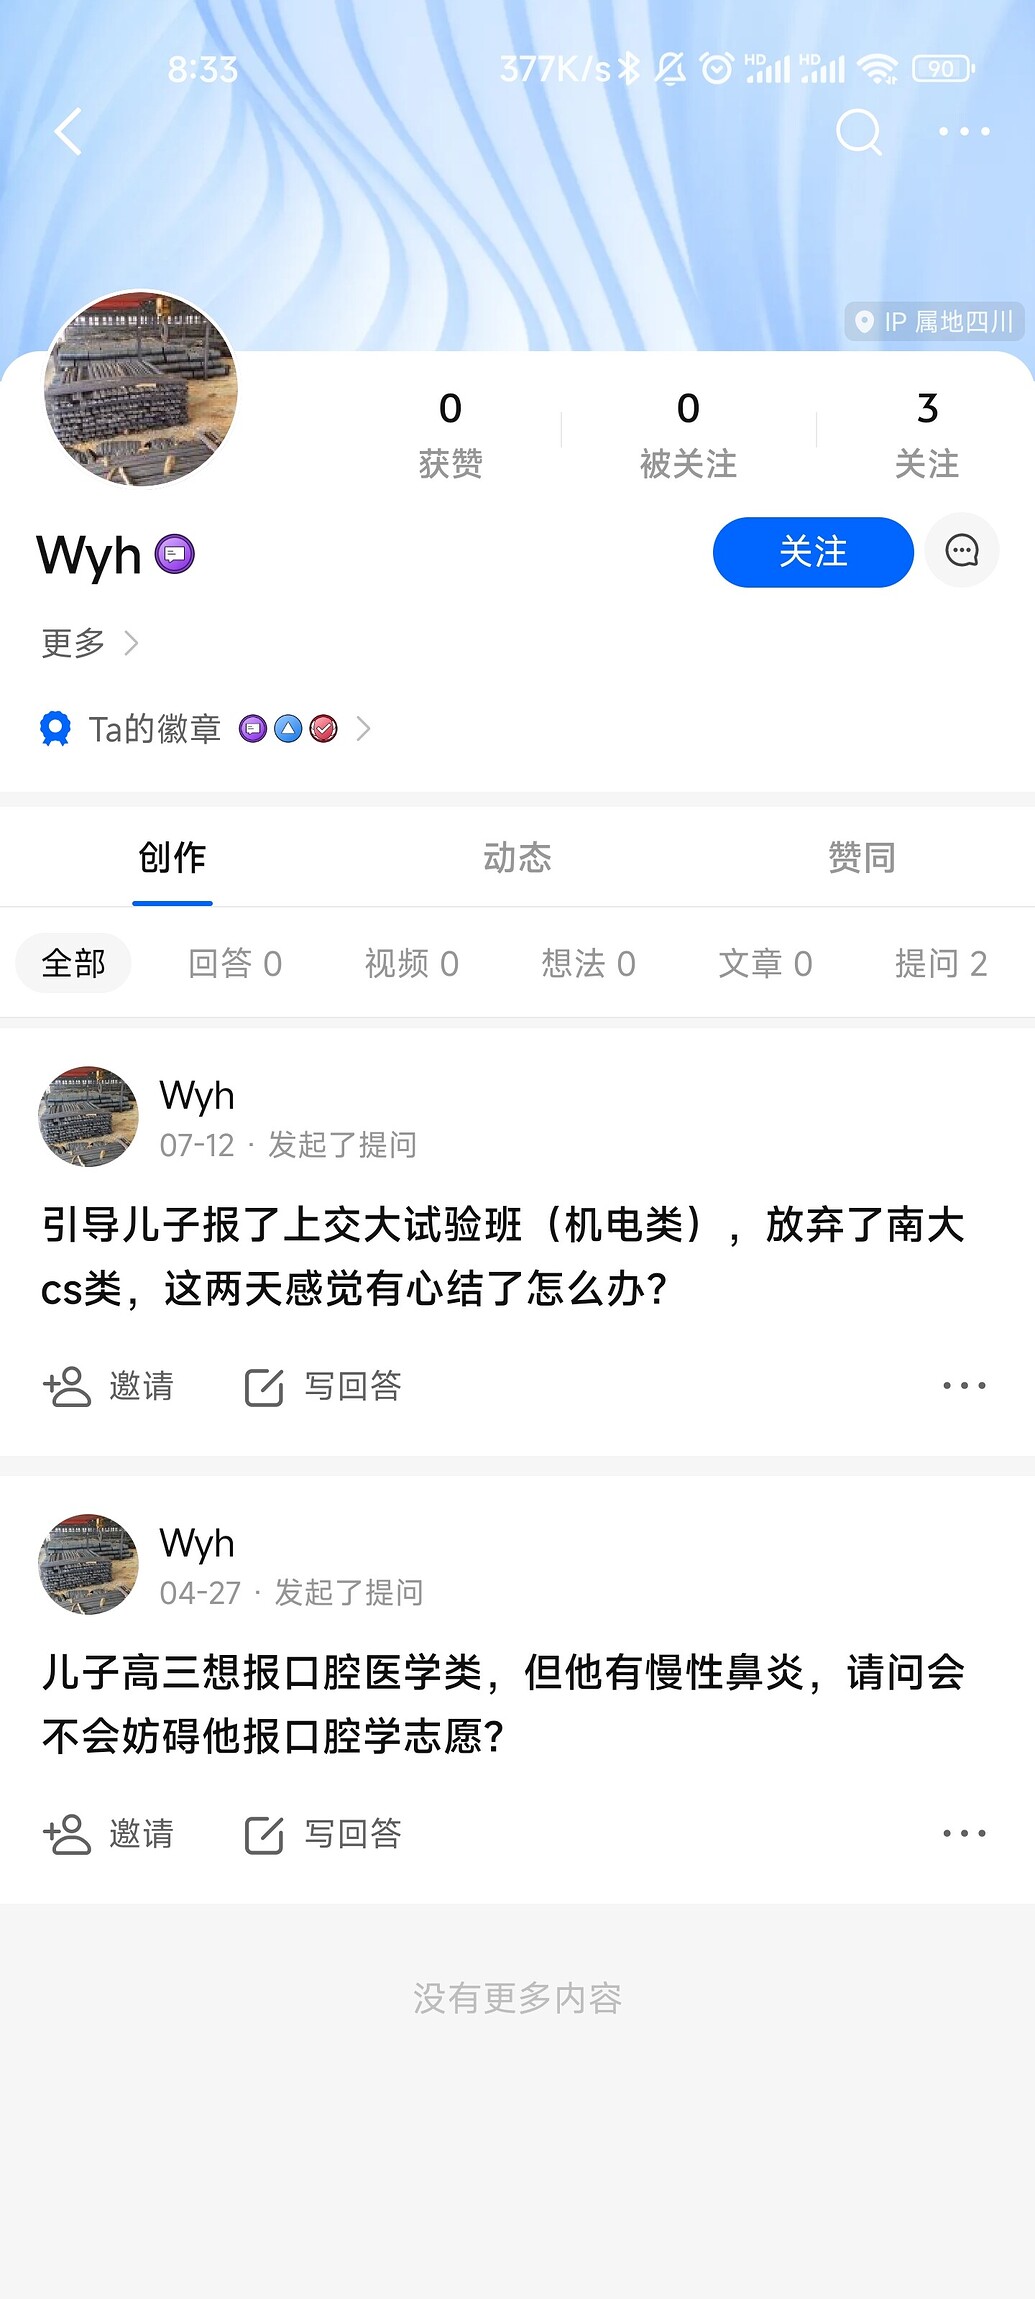 8:33
377K/s HD HD 90
IP 属地四川
0
获赞
0
被关注
3
关注
Wyh
关注
更多
Ta的徽章
创作
动态
赞同
全部
回答 0
视频 0
想法 0
文章 0
提问 2
Wyh
07-12 · 发起了提问
引导儿子报了上交大试验班（机电类），放弃了南大
cs类，这两天感觉有心结了怎么办？
邀请
写回答
Wyh
04-27 · 发起了提问
儿子高三想报口腔医学类，但他有慢性鼻炎，请问会
不会妨碍他报口腔学志愿？
邀请
写回答
没有更多内容